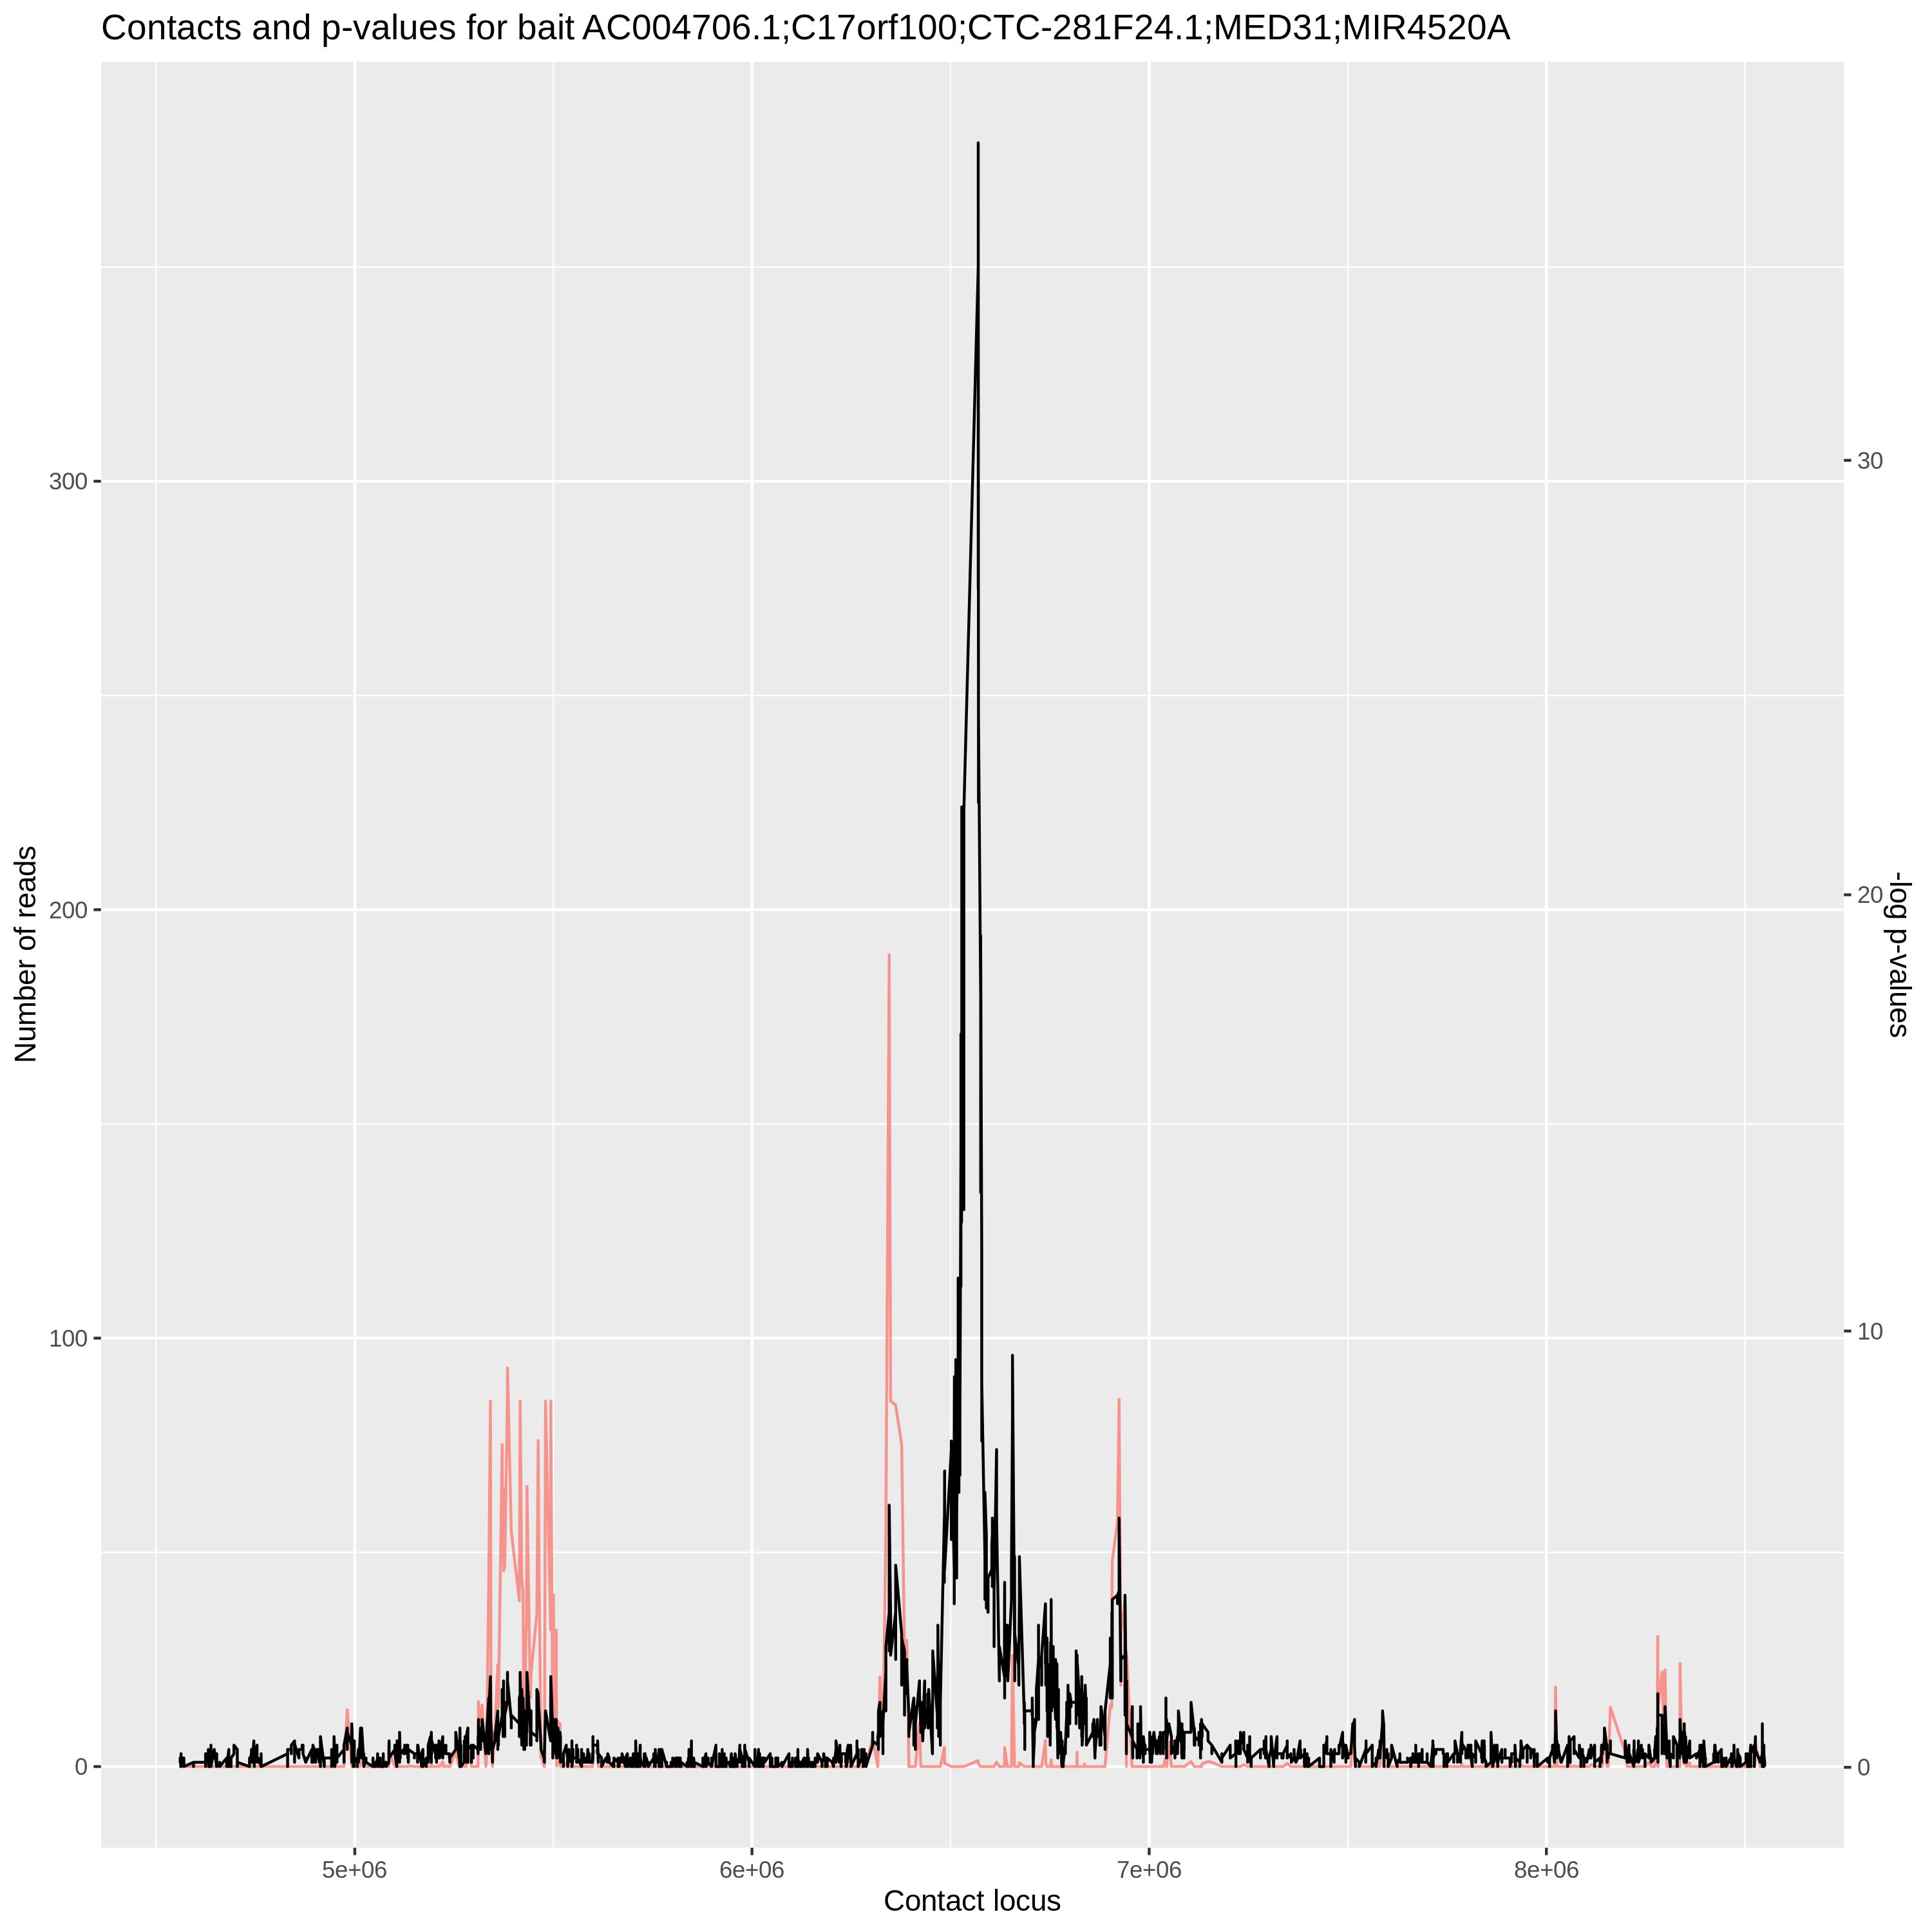 Contacts and p-values for bait AC004706.1;C17orf100;CTC-281F24.1;MED31;MIR4520A
300
200
100
0
Number of reads
30
20
10
0
-log p-values
5e+06 6e+06 7e+06 8e+06
Contact locus